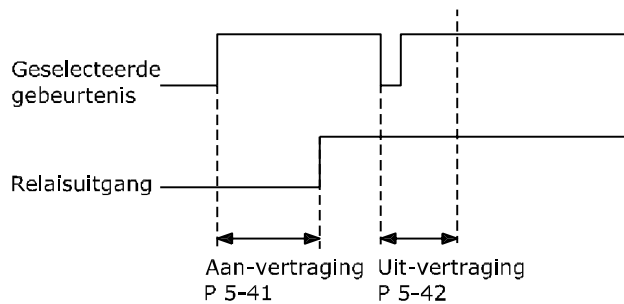 Geselecteerde
gebeurtenis
Relaisuitgang
Aan-vertraging
P 5-41
Uit-vertraging
P 5-42